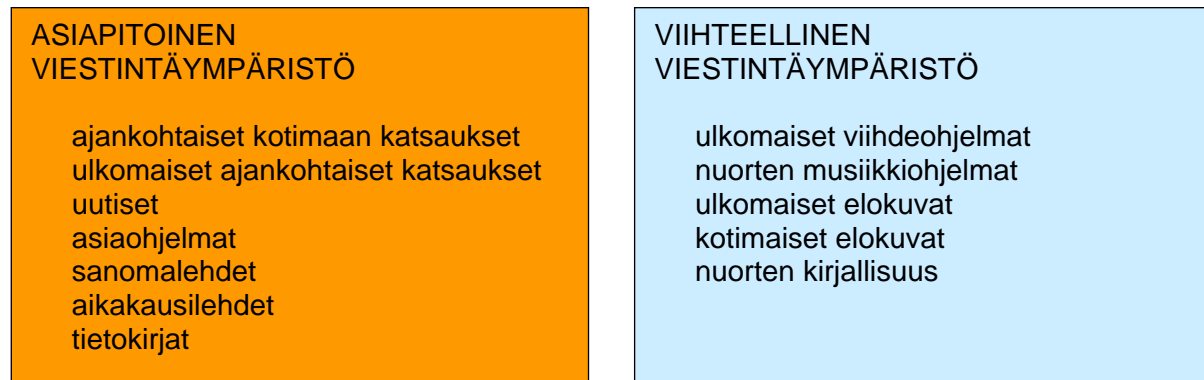 ASIAPITOINEN
VIESTINTÄYMPÄRISTÖ
ajankohtaiset kotimaan katsaukset
ulkomaiset ajankohtaiset katsaukset
uutiset
asiaohjelmat
sanomalehdet
aikakausilehdet
tietokirjat
VIIHTEELLINEN
VIESTINTÄYMPÄRISTÖ
ulkomaiset viihdeohjelmat
nuorten musiikkiohjelmat
ulkomaiset elokuvat
kotimaiset elokuvat
nuorten kirjallisuus